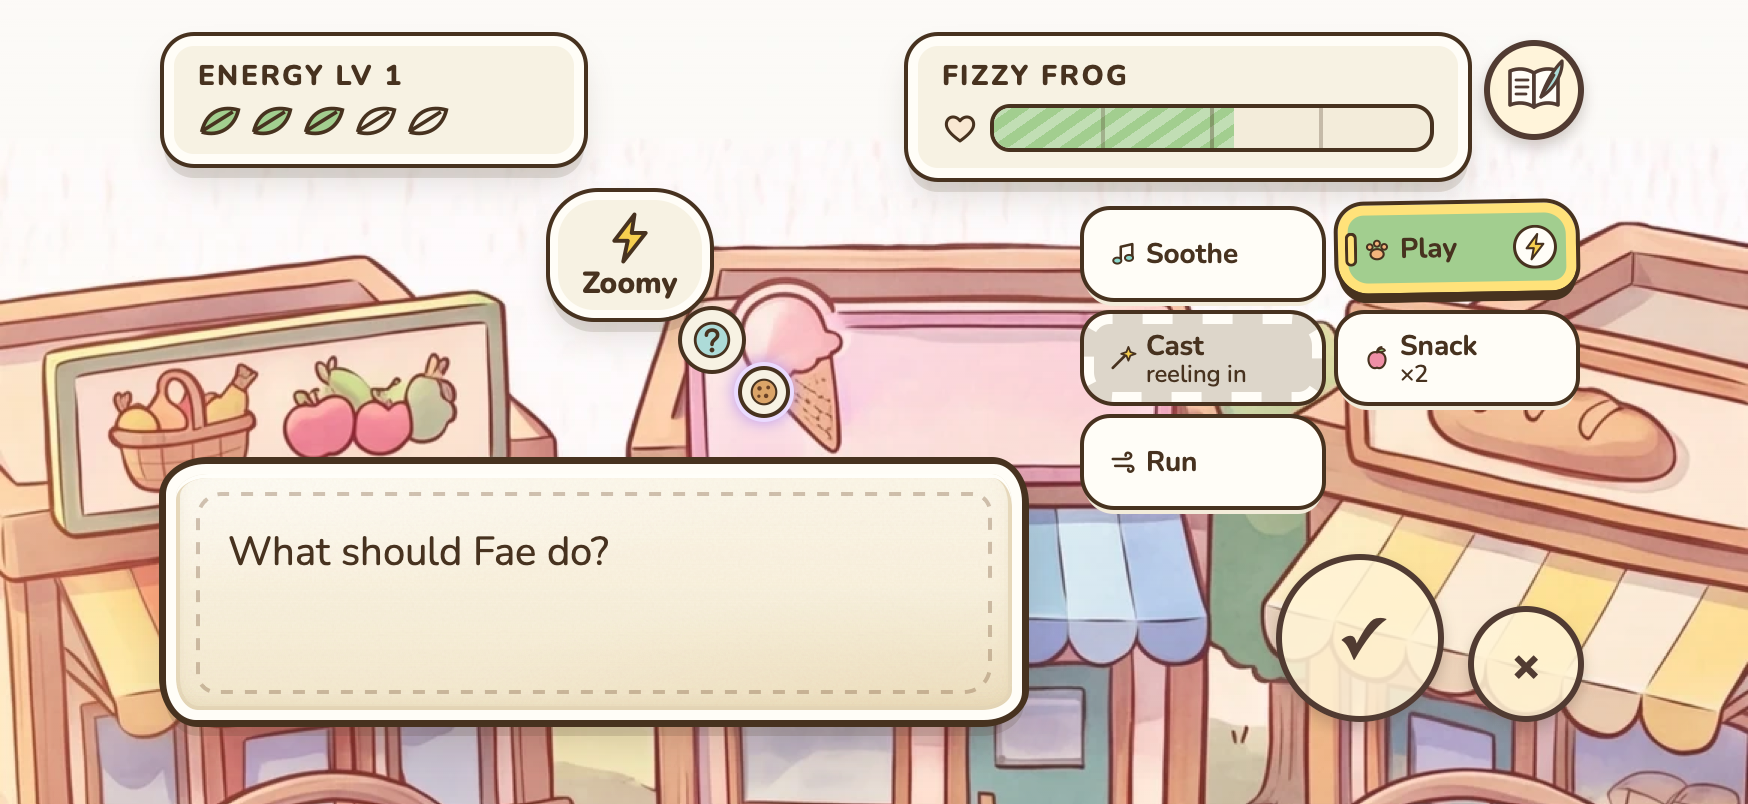 ENERGY LV 1
FIZZY FROG
Zoomy
?
Soothe
Play
Cast
reeling in
Snack
×2
Run
What should Fae do?